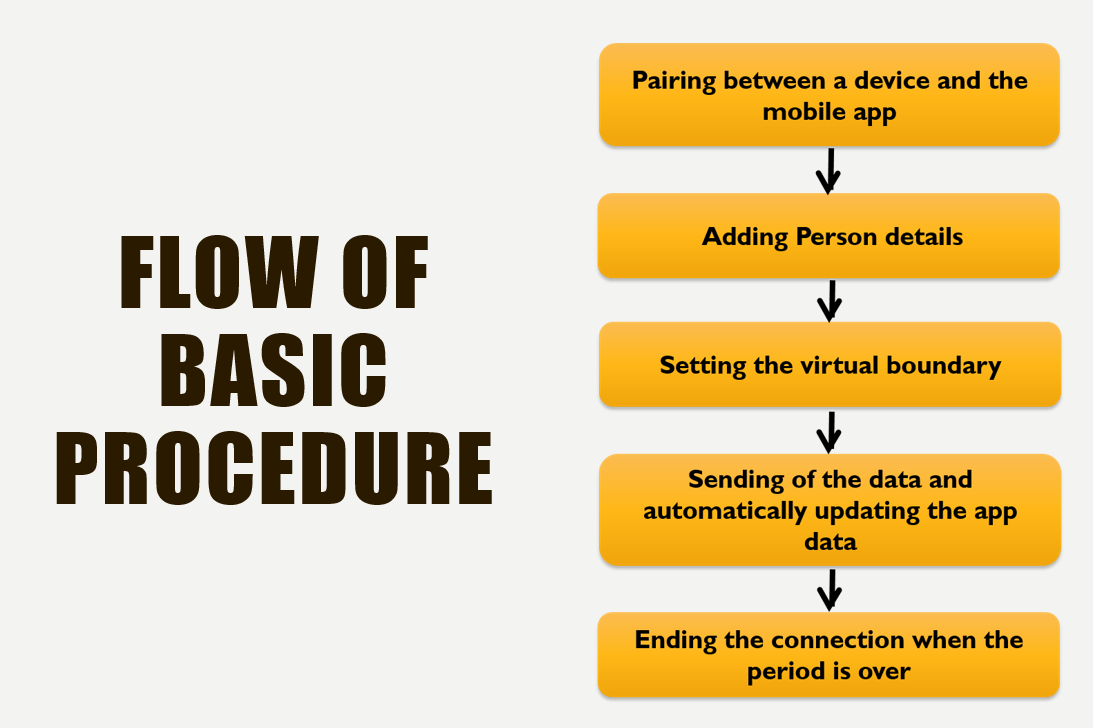 FLOW OF
BASIC
PROCEDURE
Pairing between a device and the
mobile app
Adding Person details
Setting the virtual boundary
Sending of the data and
automatically updating the app
data
Ending the connection when the
period is over